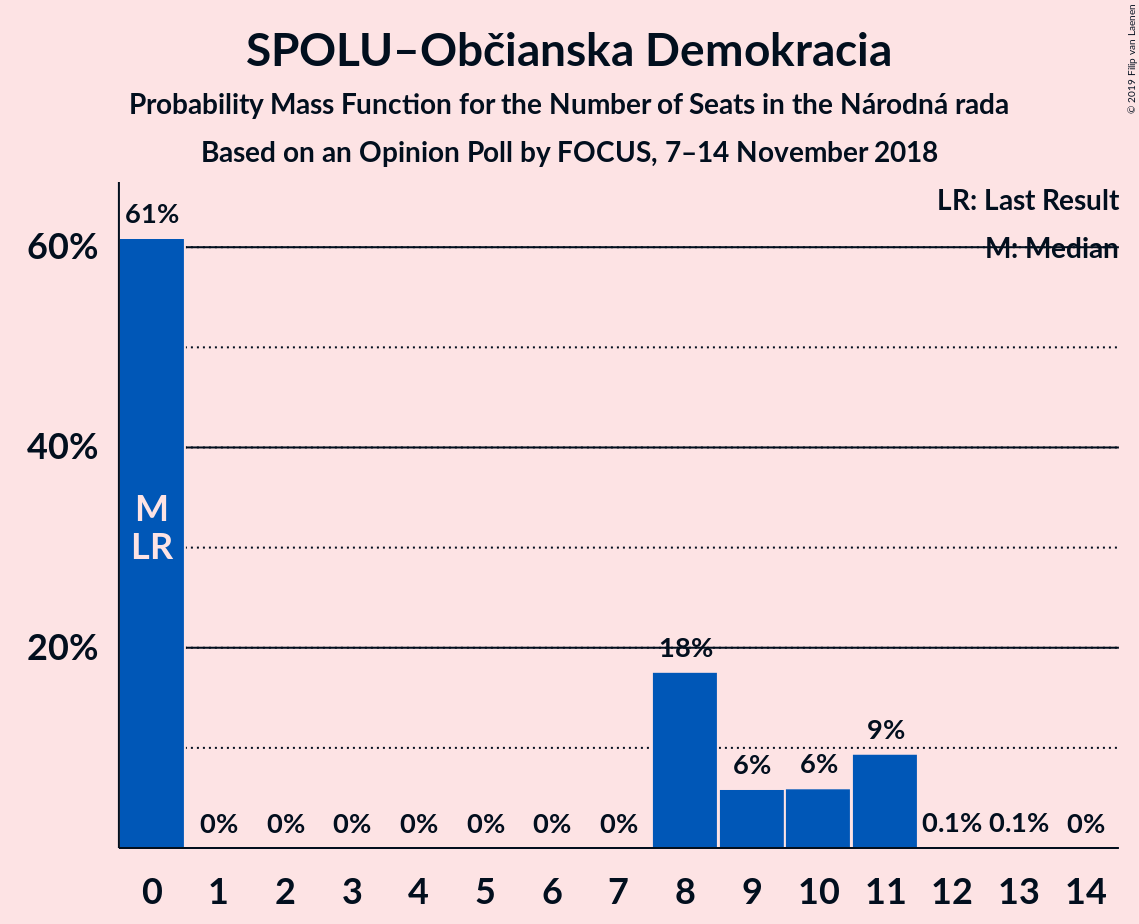 SPOLU–Občianska Demokracia
Probability Mass Function for the Number of Seats in the Národná rada
Based on an Opinion Poll by FOCUS, 7–14 November 2018
© 2019 Filip van Laenen
LR: Last Result
M: Median
60%
40%
20%
61%
M
LR
0%
0%
0%
0%
0%
0%
0%
18%
6%
6%
9%
0.1%
0.1%
0%
0 1 2 3 4 5 6 7 8 9 10 11 12 13 14